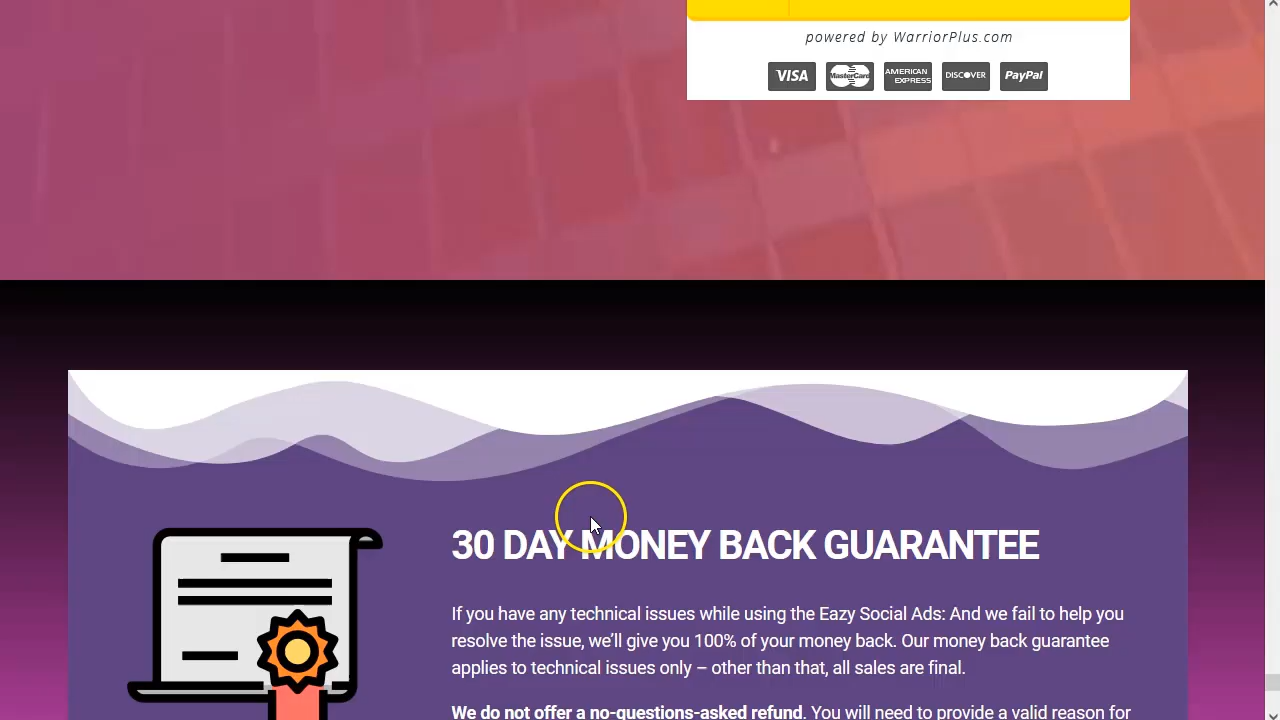 powered by WarriorPlus.com
VISA MasterCard AMERICAN EXPRESS DISCOVER PayPal
30 DAY MONEY BACK GUARANTEE
If you have any technical issues while using the Eazy Social Ads: And we fail to help you
resolve the issue, we'll give you 100% of your money back. Our money back guarantee
applies to technical issues only – other than that, all sales are final.
We do not offer a no-questions-asked refund. You will need to provide a valid reason for